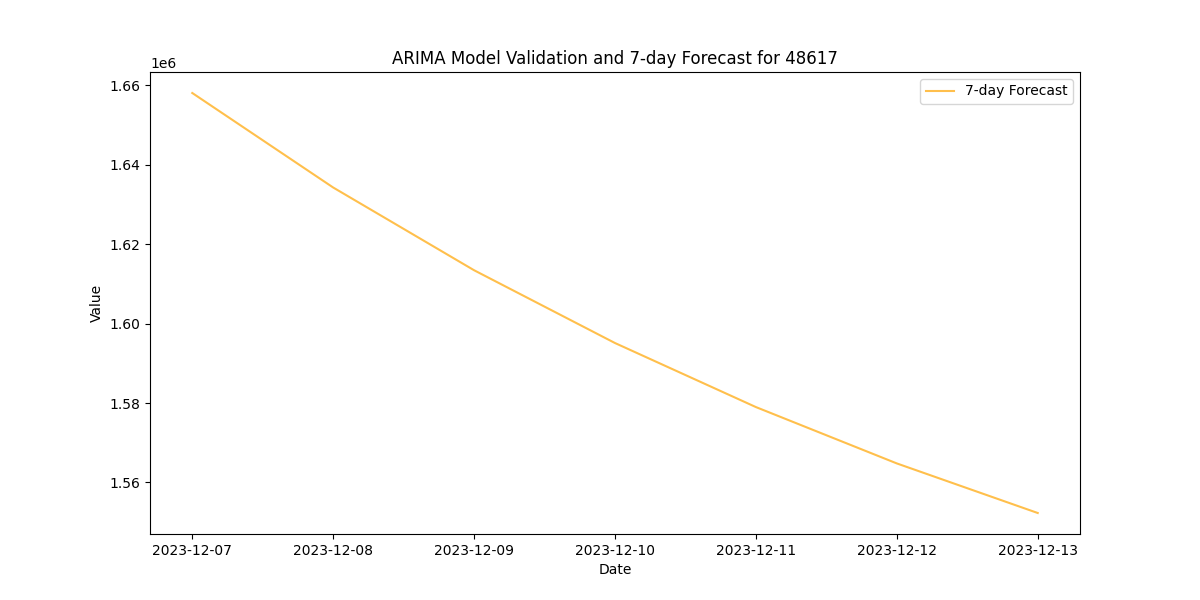 ARIMA Model Validation and 7-day Forecast for 48617
1e6
7-day Forecast
1.66
1.64
1.62
1.60
1.58
1.56
Value
2023-12-07 2023-12-08 2023-12-09 2023-12-10 2023-12-11 2023-12-12 2023-12-13
Date